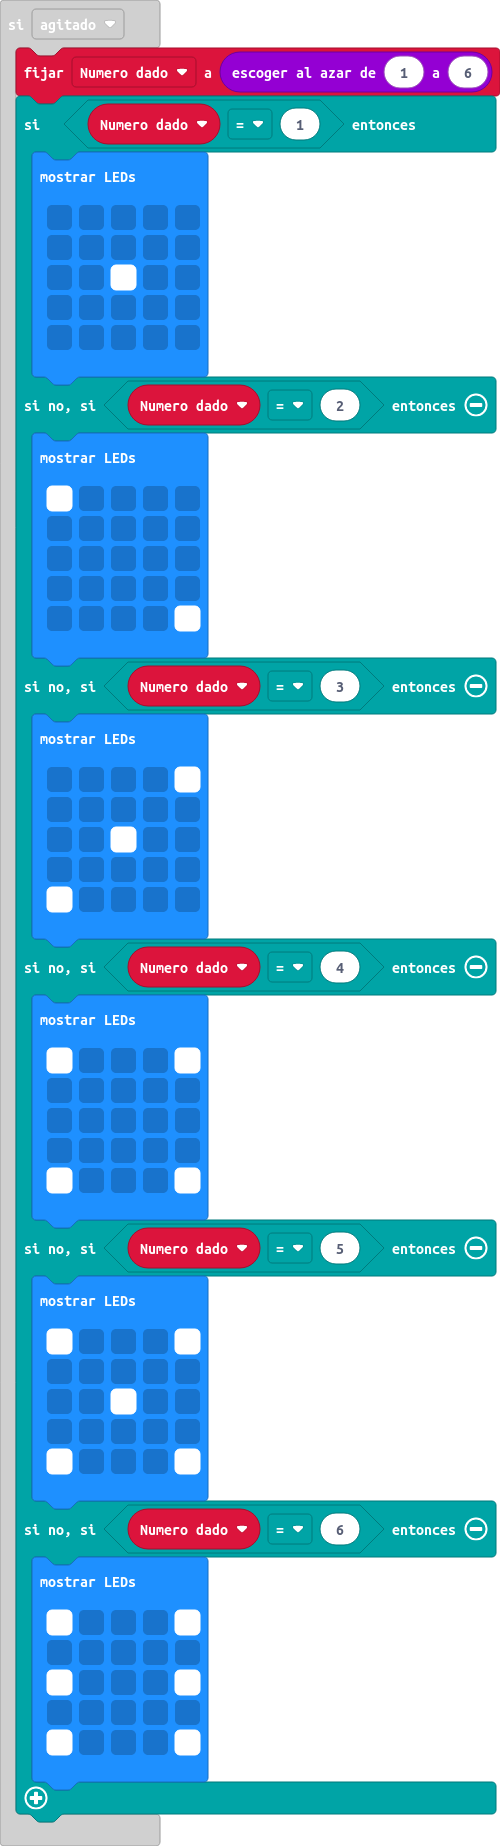 si agitado
fijar Numero dado a escoger al azar de 1 a 6
si Numero dado = 1 entonces
mostrar LEDs
si no, si Numero dado = 2 entonces
mostrar LEDs
si no, si Numero dado = 3 entonces
mostrar LEDs
si no, si Numero dado = 4 entonces
mostrar LEDs
si no, si Numero dado = 5 entonces
mostrar LEDs
si no, si Numero dado = 6 entonces
mostrar LEDs